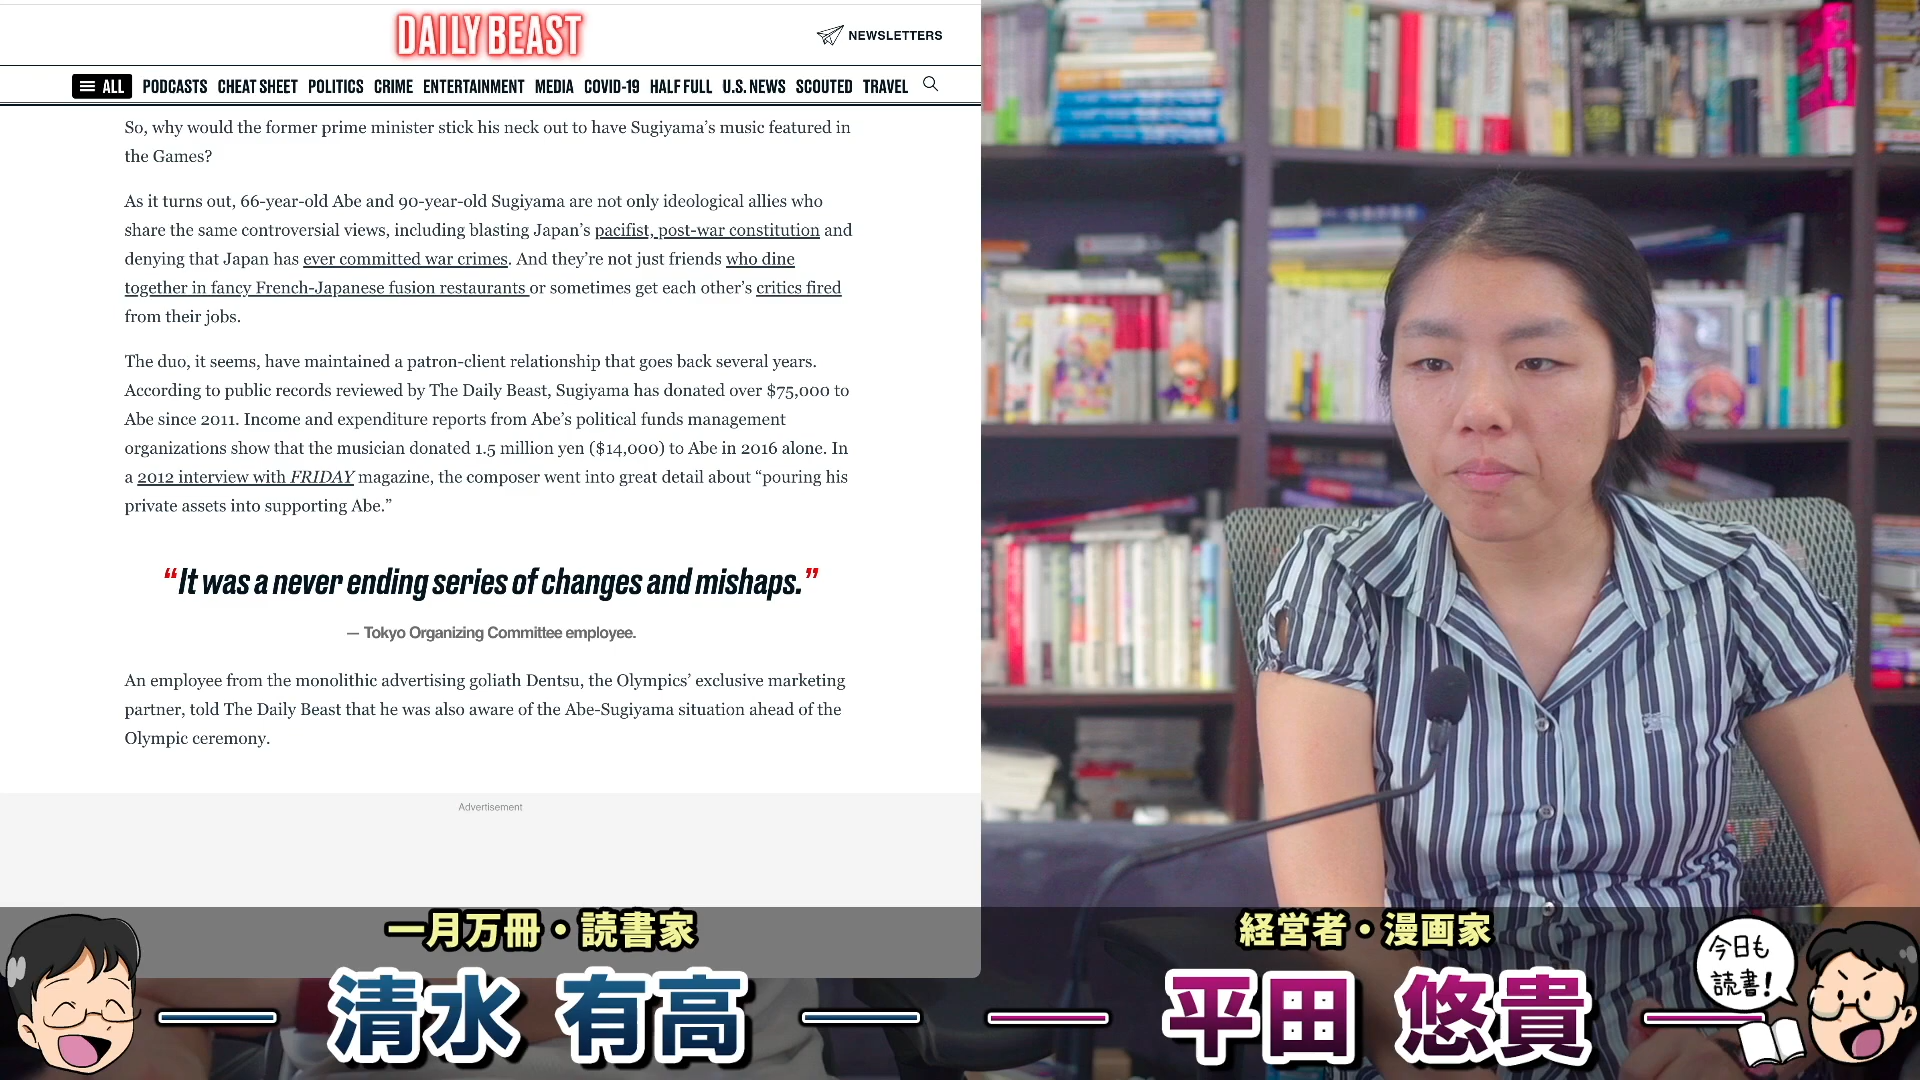 DAILY BEAST
NEWSLETTERS
ALL PODCASTS CHEAT SHEET POLITICS CRIME ENTERTAINMENT MEDIA COVID-19 HALF FULL U.S. NEWS SCOUTED TRAVEL
So, why would the former prime minister stick his neck out to have Sugiyama’s music featured in
the Games?
As it turns out, 66-year-old Abe and 90-year-old Sugiyama are not only ideological allies who
share the same controversial views, including blasting Japan’s pacifist, post-war constitution and
denying that Japan has ever committed war crimes. And they’re not just friends who dine
together in fancy French-Japanese fusion restaurants or sometimes get each other’s critics fired
from their jobs.
The duo, it seems, have maintained a patron-client relationship that goes back several years.
According to public records reviewed by The Daily Beast, Sugiyama has donated over $75,000 to
Abe since 2011. Income and expenditure reports from Abe’s political funds management
organizations show that the musician donated 1.5 million yen ($14,000) to Abe in 2016 alone. In
a 2012 interview with FRIDAY magazine, the composer went into great detail about “pouring his
private assets into supporting Abe.”
“It was a never ending series of changes and mishaps.”
— Tokyo Organizing Committee employee.
An employee from the monolithic advertising goliath Dentsu, the Olympics’ exclusive marketing
partner, told The Daily Beast that he was also aware of the Abe-Sugiyama situation ahead of the
Olympic ceremony.
Advertisement
一月万冊・読書家
清水 有高
経営者・漫画家
平田 悠貴
今日も
読書!